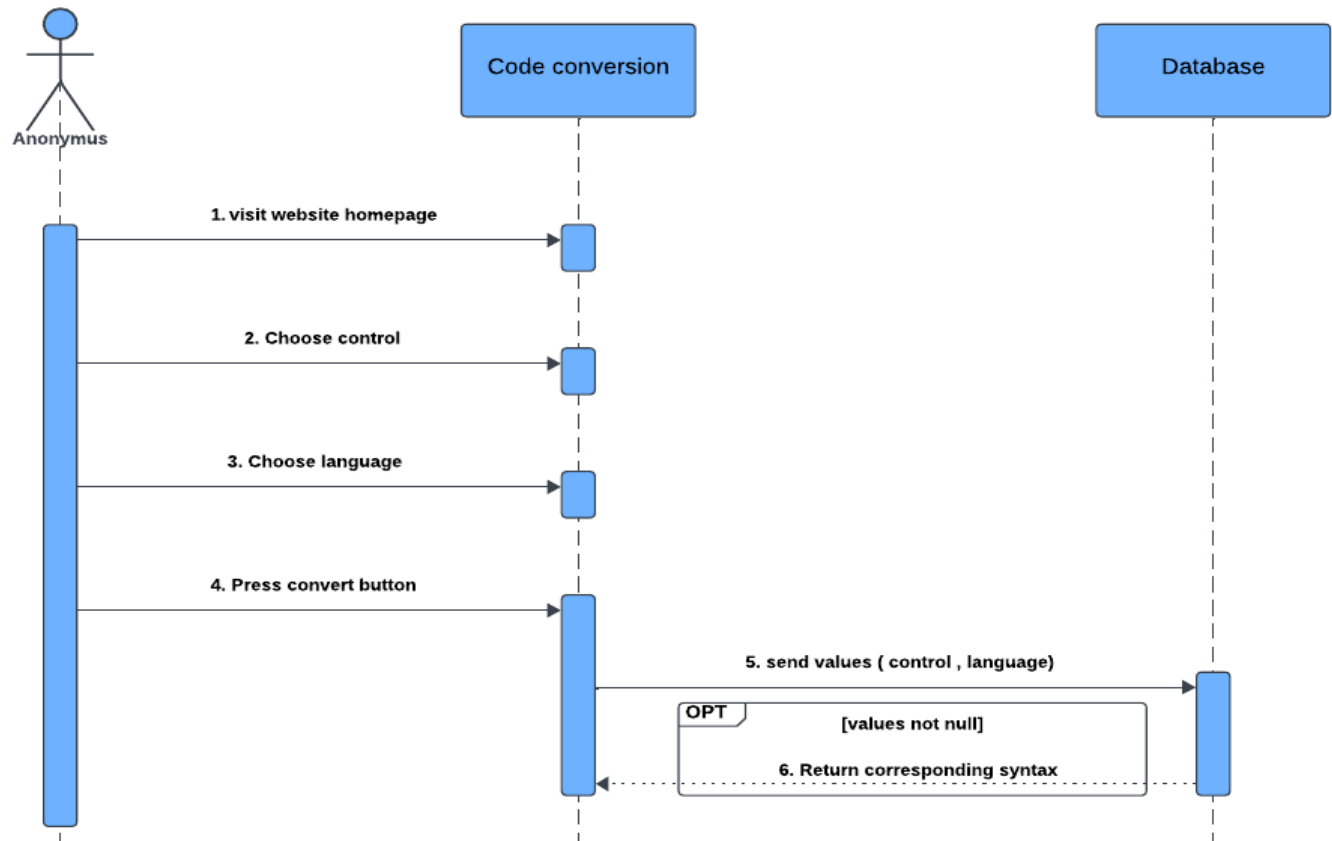 Code conversion
Database
Anonymus
1. visit website homepage
2. Choose control
3. Choose language
4. Press convert button
5. send values ( control , language)
OPT
[values not null]
6. Return corresponding syntax